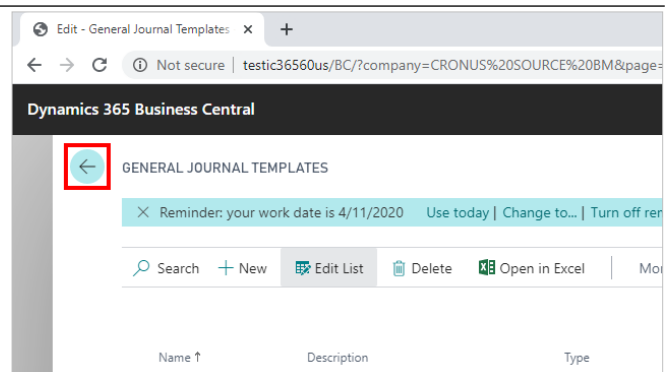 Edit - General Journal Templates
Not secure | testic36560us/BC/?company=CRONUS%20SOURCE%20BM&page=
Dynamics 365 Business Central
GENERAL JOURNAL TEMPLATES
Reminder: your work date is 4/11/2020 Use today | Change to... | Turn off rer
Search New Edit List Delete Open in Excel Mor
Name ↑ Description Type